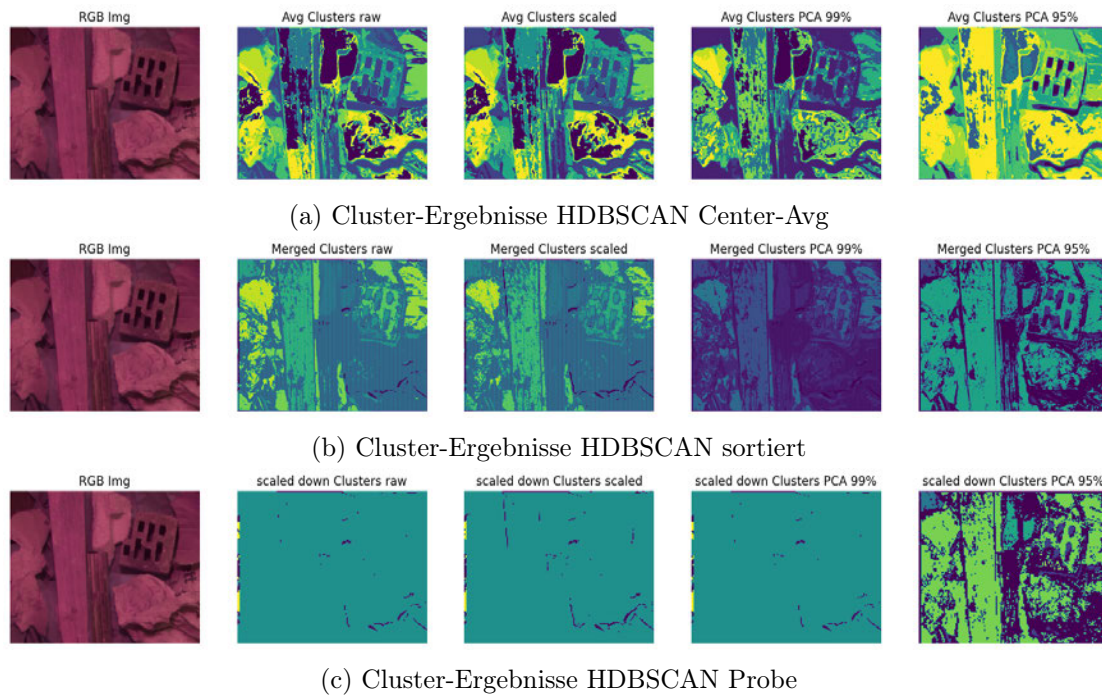 RGB Img Avg Clusters raw Avg Clusters scaled Avg Clusters PCA 99% Avg Clusters PCA 95%
(a) Cluster-Ergebnisse HDBSCAN Center-Avg
RGB Img Merged Clusters raw Merged Clusters scaled Merged Clusters PCA 99% Merged Clusters PCA 95%
(b) Cluster-Ergebnisse HDBSCAN sortiert
RGB Img scaled down Clusters raw scaled down Clusters scaled scaled down Clusters PCA 99% scaled down Clusters PCA 95%
(c) Cluster-Ergebnisse HDBSCAN Probe